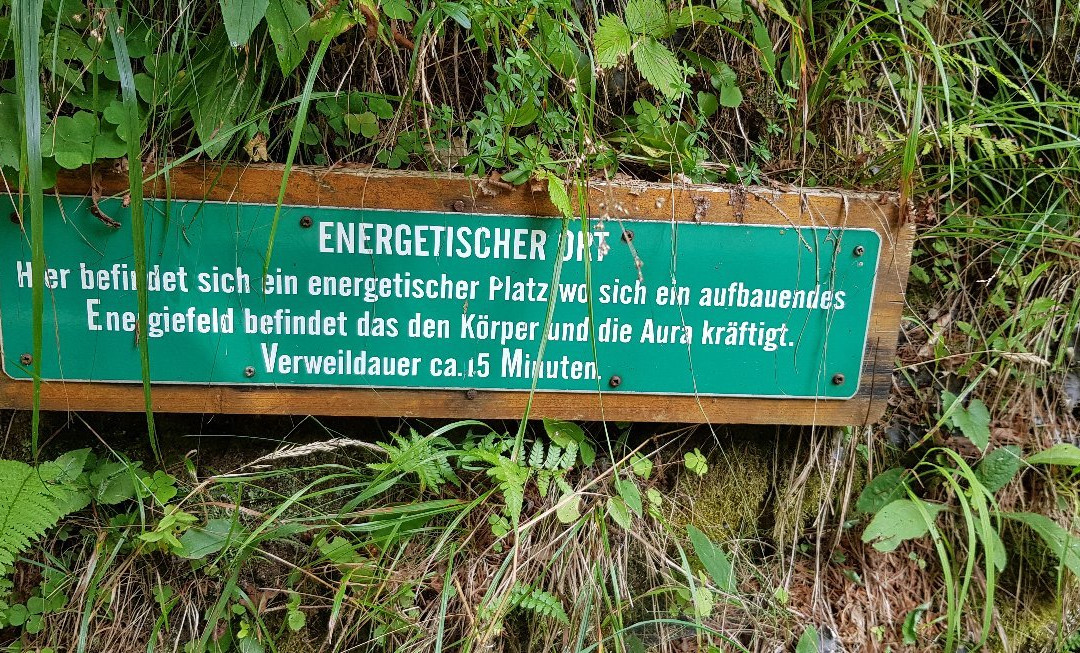 ENERGETISCHER ORT
Hier befindet sich ein energetischer Platz wo sich ein aufbauendes
Energiefeld befindet das den Körper und die Aura kräftigt.
Verweildauer ca. 15 Minuten.